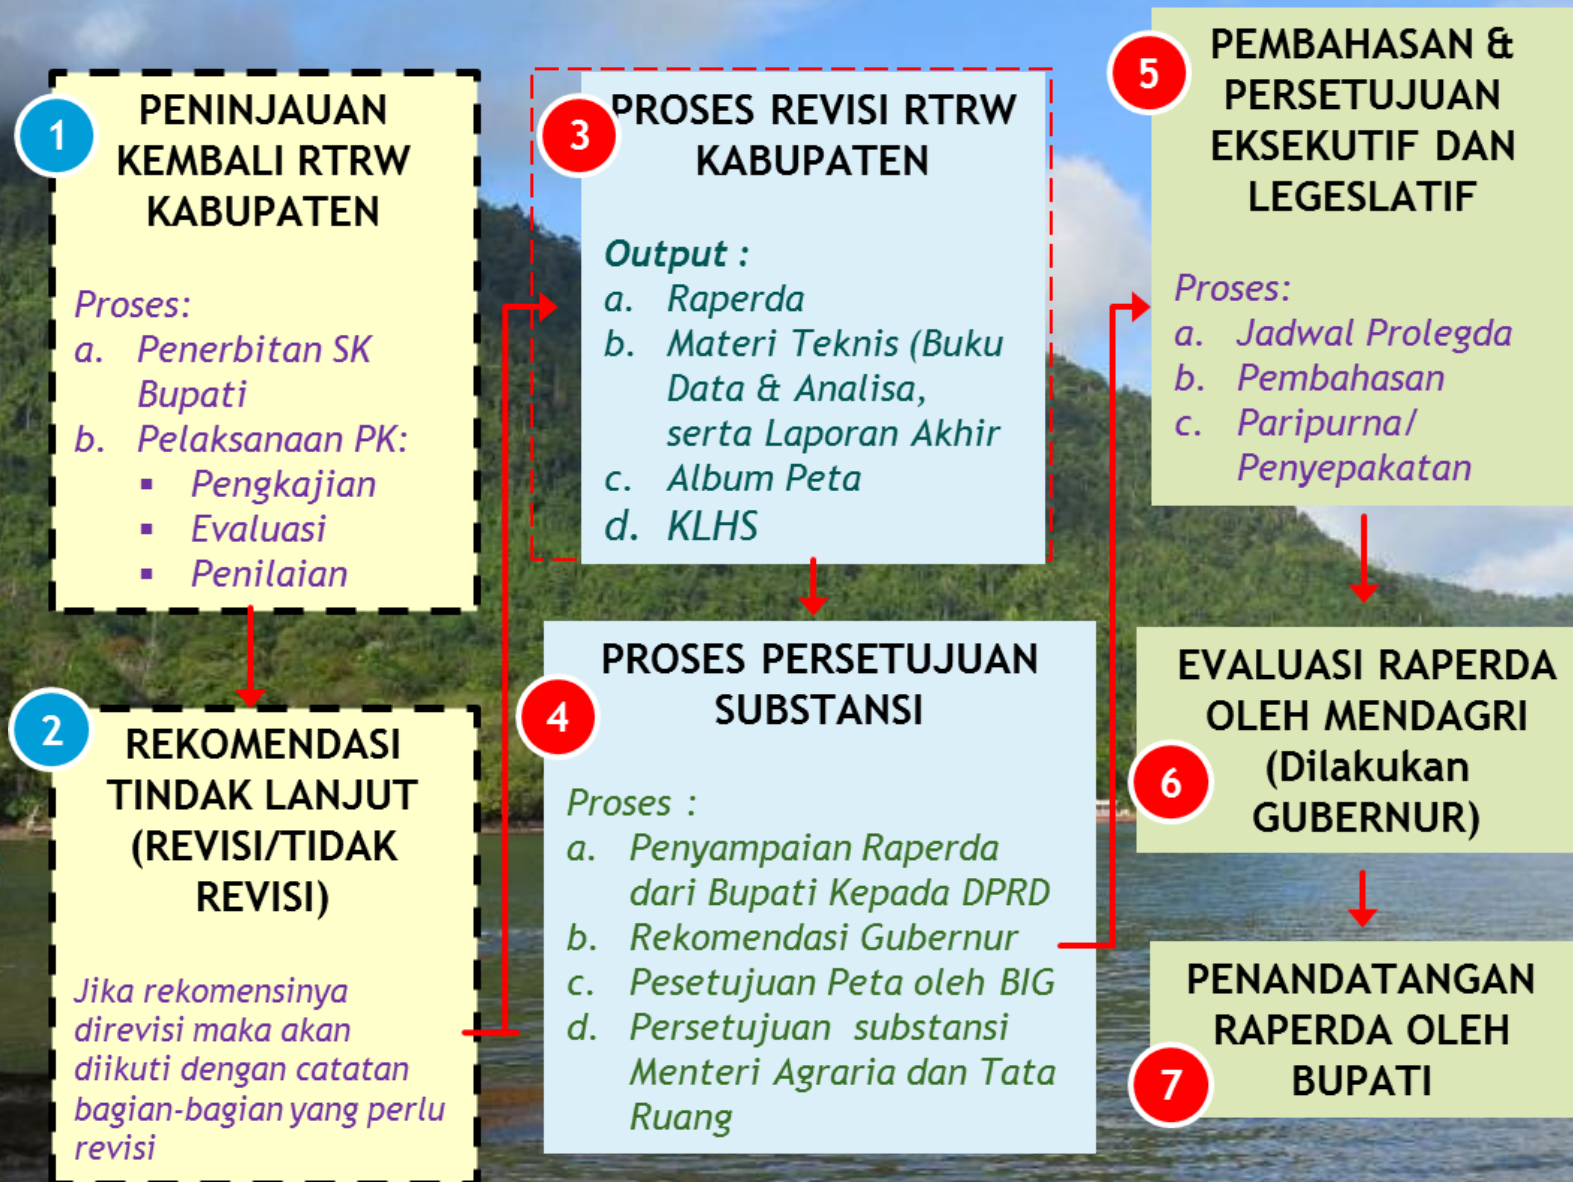 1
PENINJAUAN
KEMBALI RTRW
KABUPATEN
Proses:
a. Penerbitan SK
Bupati
b. Pelaksanaan PK:
▪ Pengkajian
▪ Evaluasi
▪ Penilaian
2
REKOMENDASI
TINDAK LANJUT
(REVISI/TIDAK
REVISI)
Jika rekomensinya
direvisi maka akan
diikuti dengan catatan
bagian-bagian yang perlu
revisi
3
PROSES REVISI RTRW
KABUPATEN
Output :
a. Raperda
b. Materi Teknis (Buku
Data & Analisa,
serta Laporan Akhir
c. Album Peta
d. KLHS
4
PROSES PERSETUJUAN
SUBSTANSI
Proses :
a. Penyampaian Raperda
dari Bupati Kepada DPRD
b. Rekomendasi Gubernur
c. Pesetujuan Peta oleh BIG
d. Persetujuan substansi
Menteri Agraria dan Tata
Ruang
5
PEMBAHASAN &
PERSETUJUAN
EKSEKUTIF DAN
LEGESLATIF
Proses:
a. Jadwal Prolegda
b. Pembahasan
c. Paripurna/
Penyepakatan
6
EVALUASI RAPERDA
OLEH MENDAGRI
(Dilakukan
GUBERNUR)
7
PENANDATANGAN
RAPERDA OLEH
BUPATI